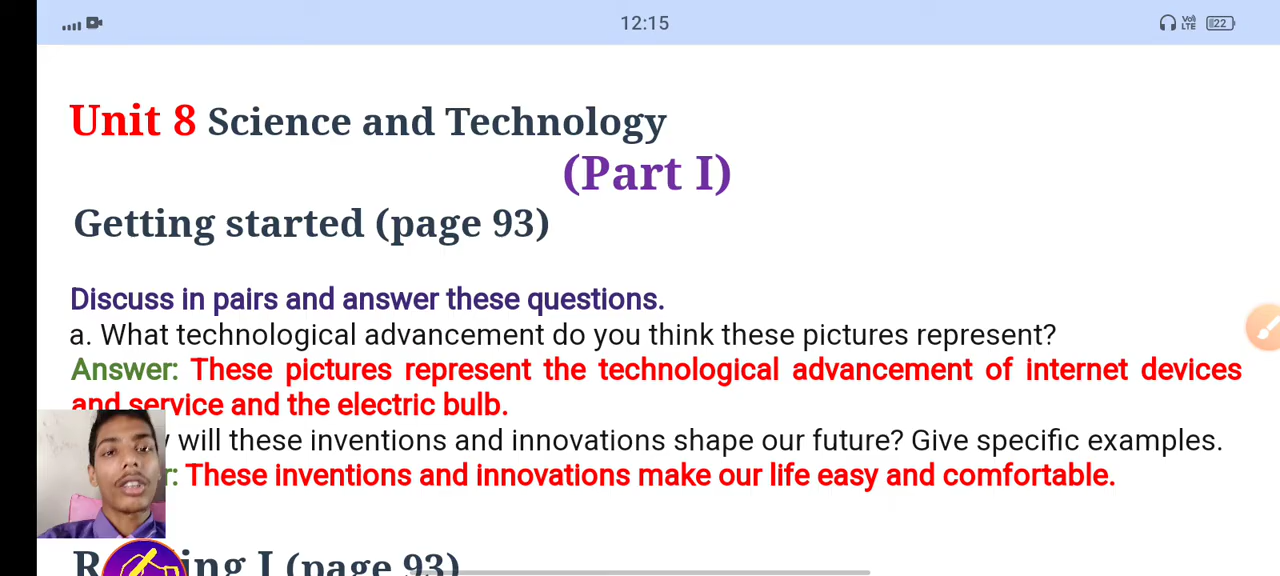 12:15
Vo)
LTE
22
Unit 8 Science and Technology
(Part I)
Getting started (page 93)
Discuss in pairs and answer these questions.
a. What technological advancement do you think these pictures represent?
Answer: These pictures represent the technological advancement of internet devices
and service and the electric bulb.
will these inventions and innovations shape our future? Give specific examples.
These inventions and innovations make our life easy and comfortable.
I (page 93)